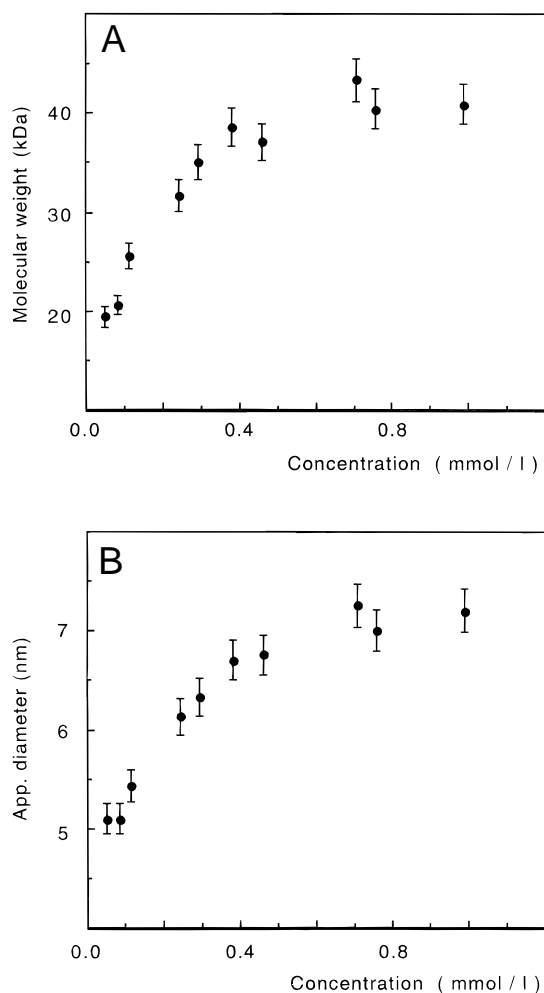 A
40
30
20
Molecular weight (kDa)
0.0 0.4 0.8
Concentration ( mmol / l )
B
7
6
5
App. diameter (nm)
0.0 0.4 0.8
Concentration ( mmol / l )